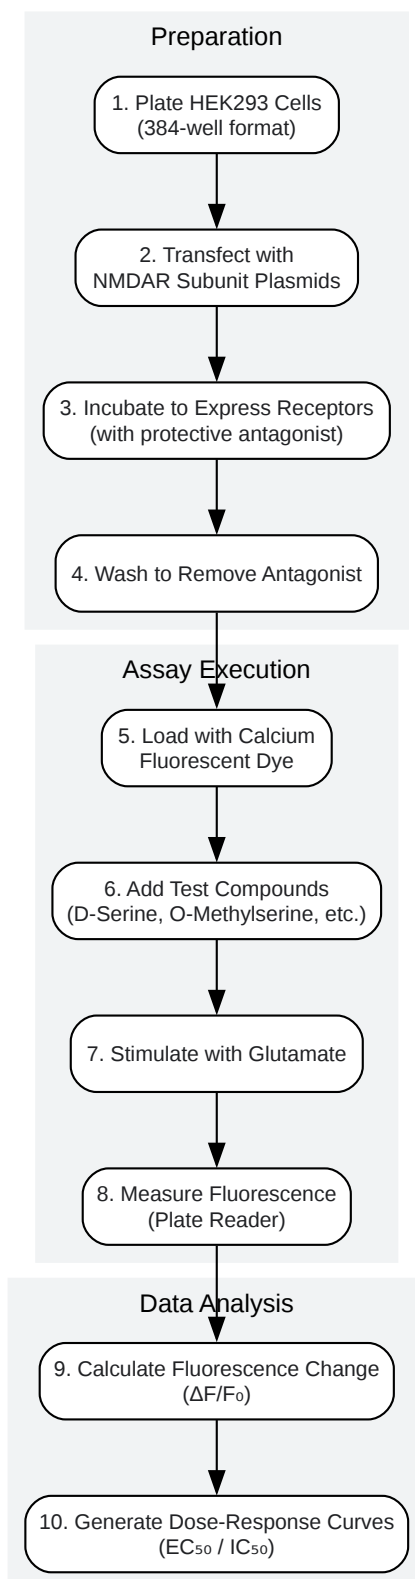 Preparation
1. Plate HEK293 Cells
(384-well format)
2. Transfect with
NMDAR Subunit Plasmids
3. Incubate to Express Receptors
(with protective antagonist)
4. Wash to Remove Antagonist
Assay Execution
5. Load with Calcium
Fluorescent Dye
6. Add Test Compounds
(D-Serine, O-Methylserine, etc.)
7. Stimulate with Glutamate
8. Measure Fluorescence
(Plate Reader)
Data Analysis
9. Calculate Fluorescence Change
(ΔF/F₀)
10. Generate Dose-Response Curves
(EC₅₀ / IC₅₀)